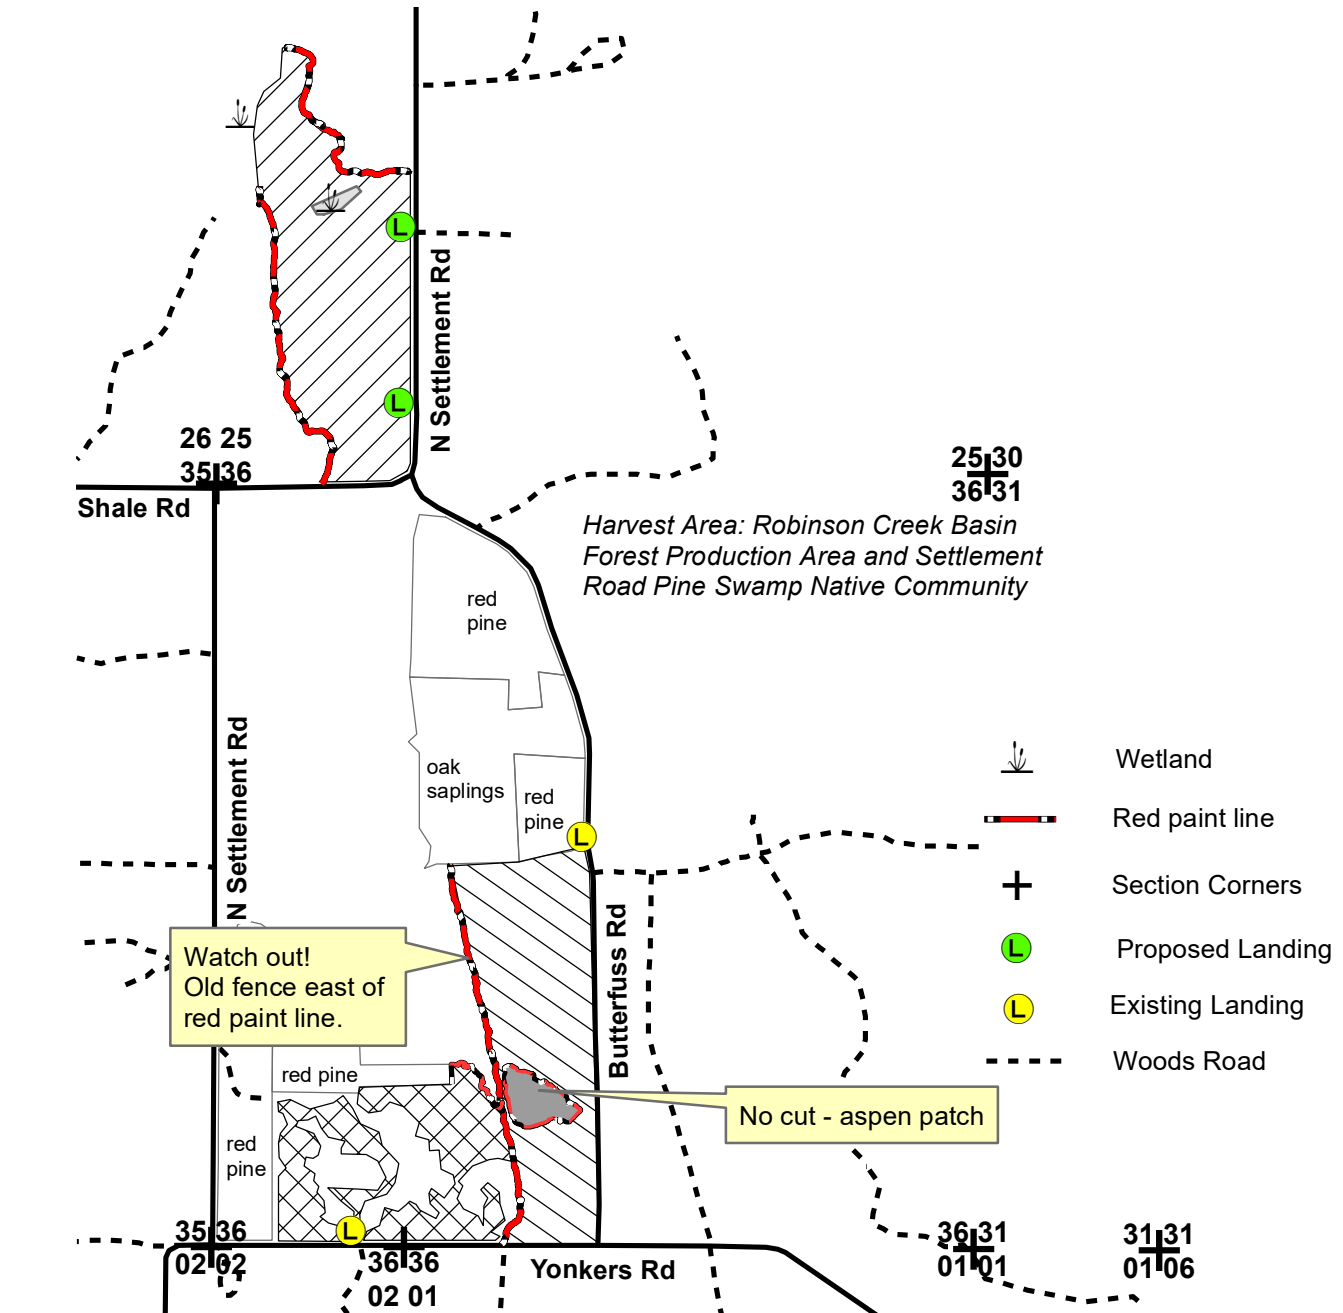 L
N Settlement Rd
L
26 25
35 36
Shale Rd
25 30
36 31
Harvest Area: Robinson Creek Basin
Forest Production Area and Settlement
Road Pine Swamp Native Community
red
pine
oak
saplings
red
pine
L
N Settlement Rd
Wetland
Red paint line
Section Corners
L
Proposed Landing
L
Existing Landing
Woods Road
Watch out!
Old fence east of
red paint line.
Butterfuss Rd
red pine
No cut - aspen patch
red
pine
L
35 36
02 02
36 36
02 01
Yonkers Rd
36 31
01 01
31 31
01 06